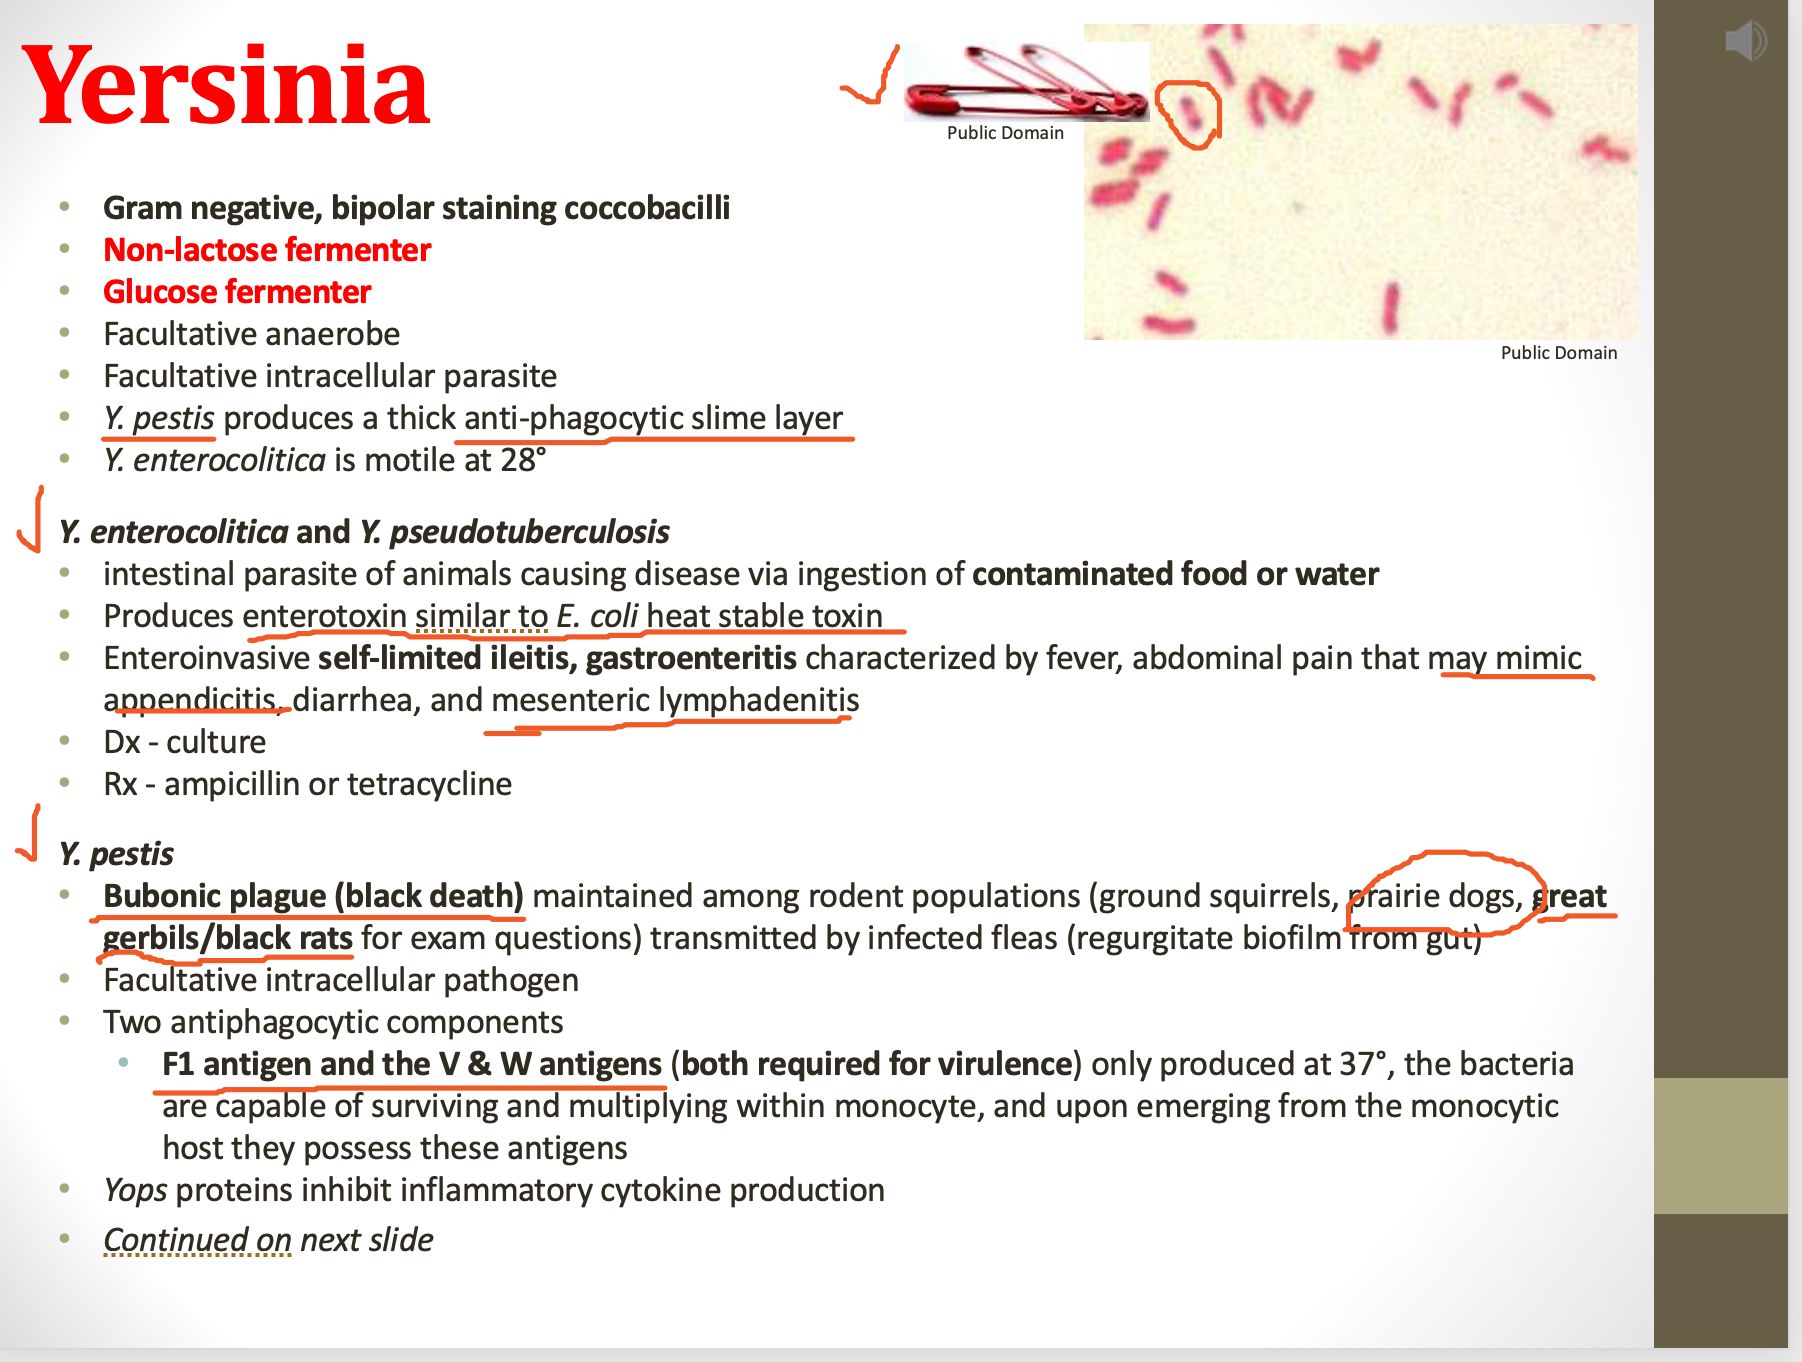 Yersinia
Public Domain
Public Domain
Gram negative, bipolar staining coccobacilli
Non-lactose fermenter
Glucose fermenter
Facultative anaerobe
Facultative intracellular parasite
Y. pestis produces a thick anti-phagocytic slime layer
Y. enterocolitica is motile at 28°
Y. enterocolitica and Y. pseudotuberculosis
intestinal parasite of animals causing disease via ingestion of contaminated food or water
Produces enterotoxin similar to E. coli heat stable toxin
Enteroinvasive self-limited ileitis, gastroenteritis characterized by fever, abdominal pain that may mimic
appendicitis, diarrhea, and mesenteric lymphadenitis
Dx - culture
Rx - ampicillin or tetracycline
Y. pestis
Bubonic plague (black death) maintained among rodent populations (ground squirrels, prairie dogs, great
gerbils/black rats for exam questions) transmitted by infected fleas (regurgitate biofilm from gut)
Facultative intracellular pathogen
Two antiphagocytic components
F1 antigen and the V & W antigens (both required for virulence) only produced at 37°, the bacteria
are capable of surviving and multiplying within monocyte, and upon emerging from the monocytic
host they possess these antigens
Yops proteins inhibit inflammatory cytokine production
Continued on next slide